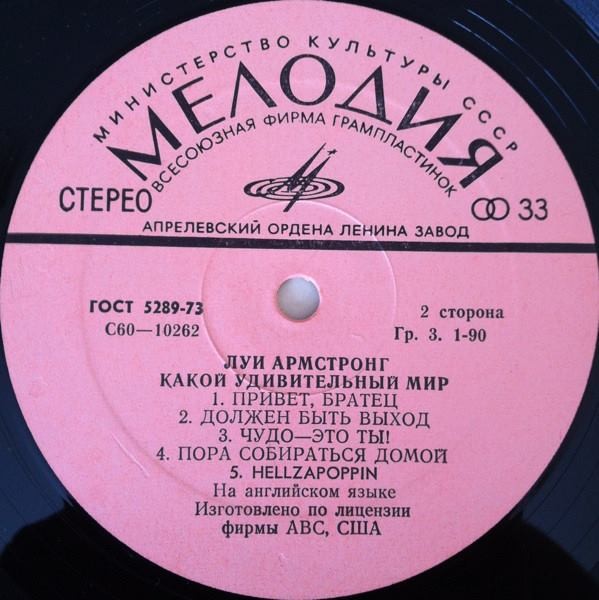 МИНИСТЕРСТВО КУЛЬТУРЫ СССР
МЕЛОДИЯ
ВСЕСОЮЗНАЯ ФИРМА ГРАМПЛАСТИНОК
СТЕРЕО
33
АПРЕЛЕВСКИЙ ОРДЕНА ЛЕНИНА ЗАВОД
ГОСТ 5289-73
С60—10262
2 сторона
Гр. 3. 1-90
ЛУИ АРМСТРОНГ
КАКОЙ УДИВИТЕЛЬНЫЙ МИР
1. ПРИВЕТ, БРАТЕЦ
2. ДОЛЖЕН БЫТЬ ВЫХОД
3. ЧУДО—ЭТО ТЫ!
4. ПОРА СОБИРАТЬСЯ ДОМОЙ
5. HELLZAPOPPIN
На английском языке
Изготовлено по лицензии
фирмы АВС, США